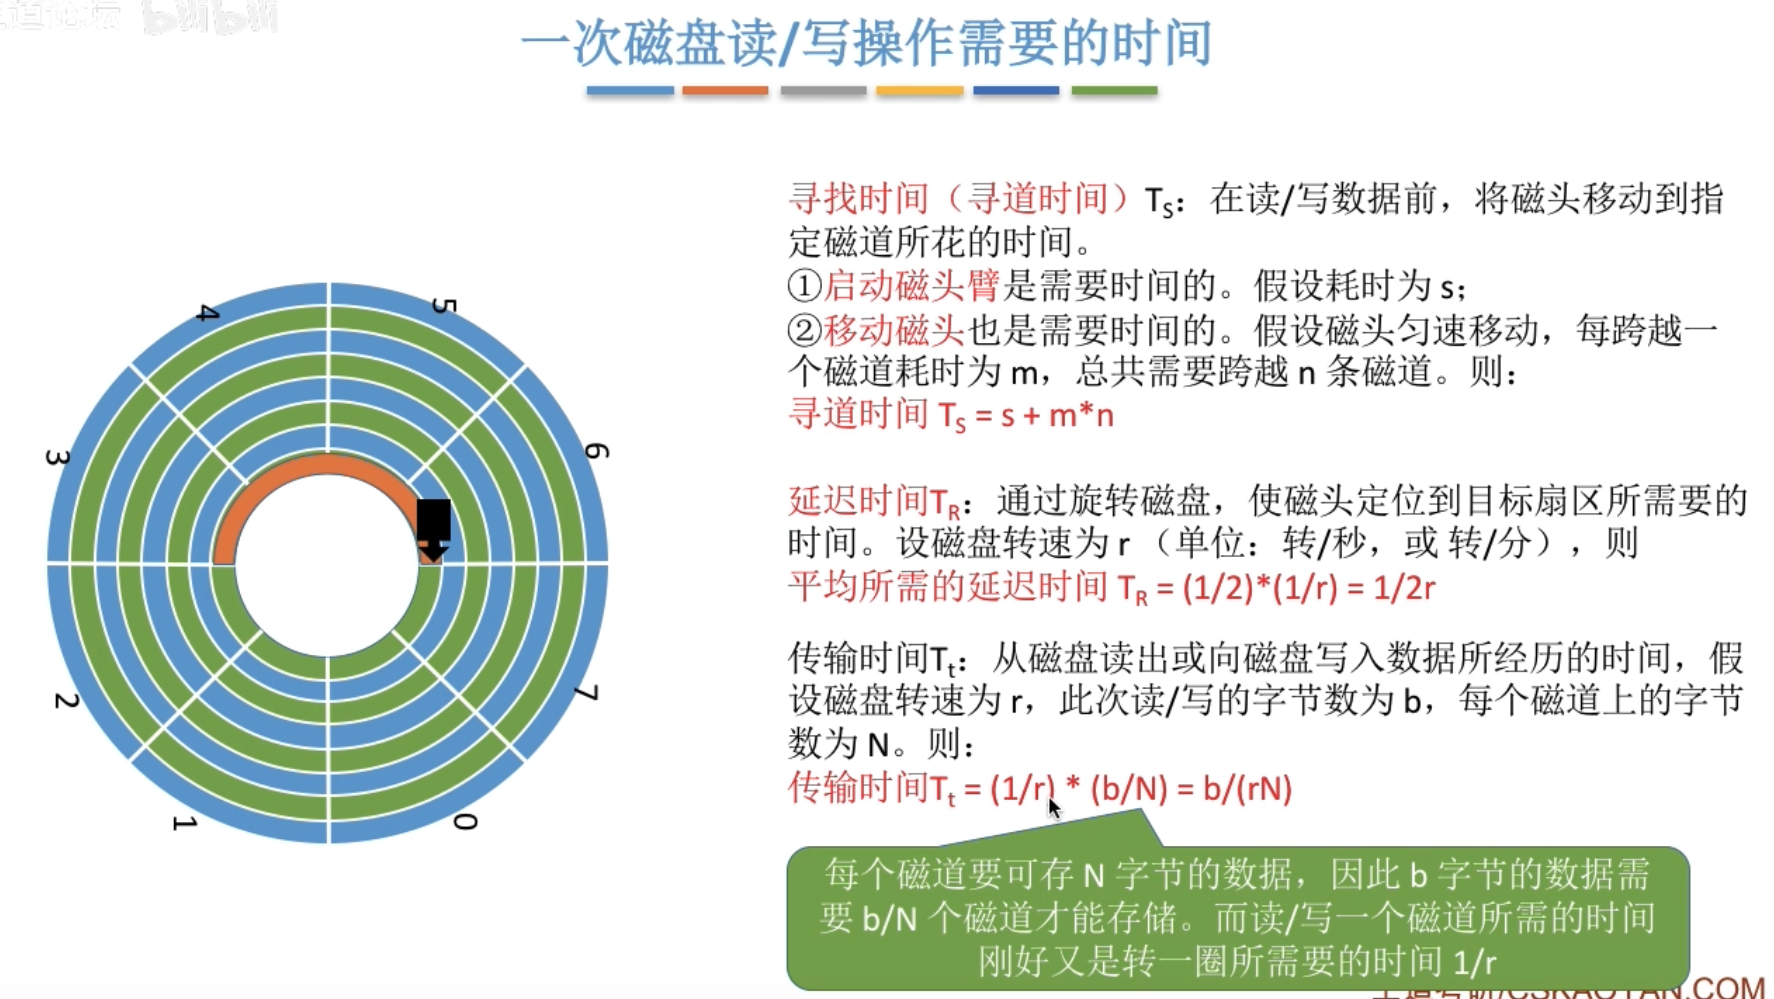 bilibili
一次磁盘读/写操作需要的时间
寻找时间（寻道时间）TS：在读/写数据前，将磁头移动到指
定磁道所花的时间。
①启动磁头臂是需要时间的。假设耗时为 s；
②移动磁头也是需要时间的。假设磁头匀速移动，每跨越一
个磁道耗时为 m，总共需要跨越 n 条磁道。则：
寻道时间 TS = s + m*n
延迟时间TR：通过旋转磁盘，使磁头定位到目标扇区所需要的
时间。设磁盘转速为 r （单位：转/秒，或 转/分），则
平均所需的延迟时间 TR = (1/2)*(1/r) = 1/2r
传输时间Tt：从磁盘读出或向磁盘写入数据所经历的时间，假
设磁盘转速为 r，此次读/写的字节数为 b，每个磁道上的字节
数为 N。则：
传输时间Tt = (1/r) * (b/N) = b/(rN)
每个磁道要可存 N 字节的数据，因此 b 字节的数据需
要 b/N 个磁道才能存储。而读/写一个磁道所需的时间
刚好又是转一圈所需要的时间 1/r
4
5
3
6
2
7
1
0